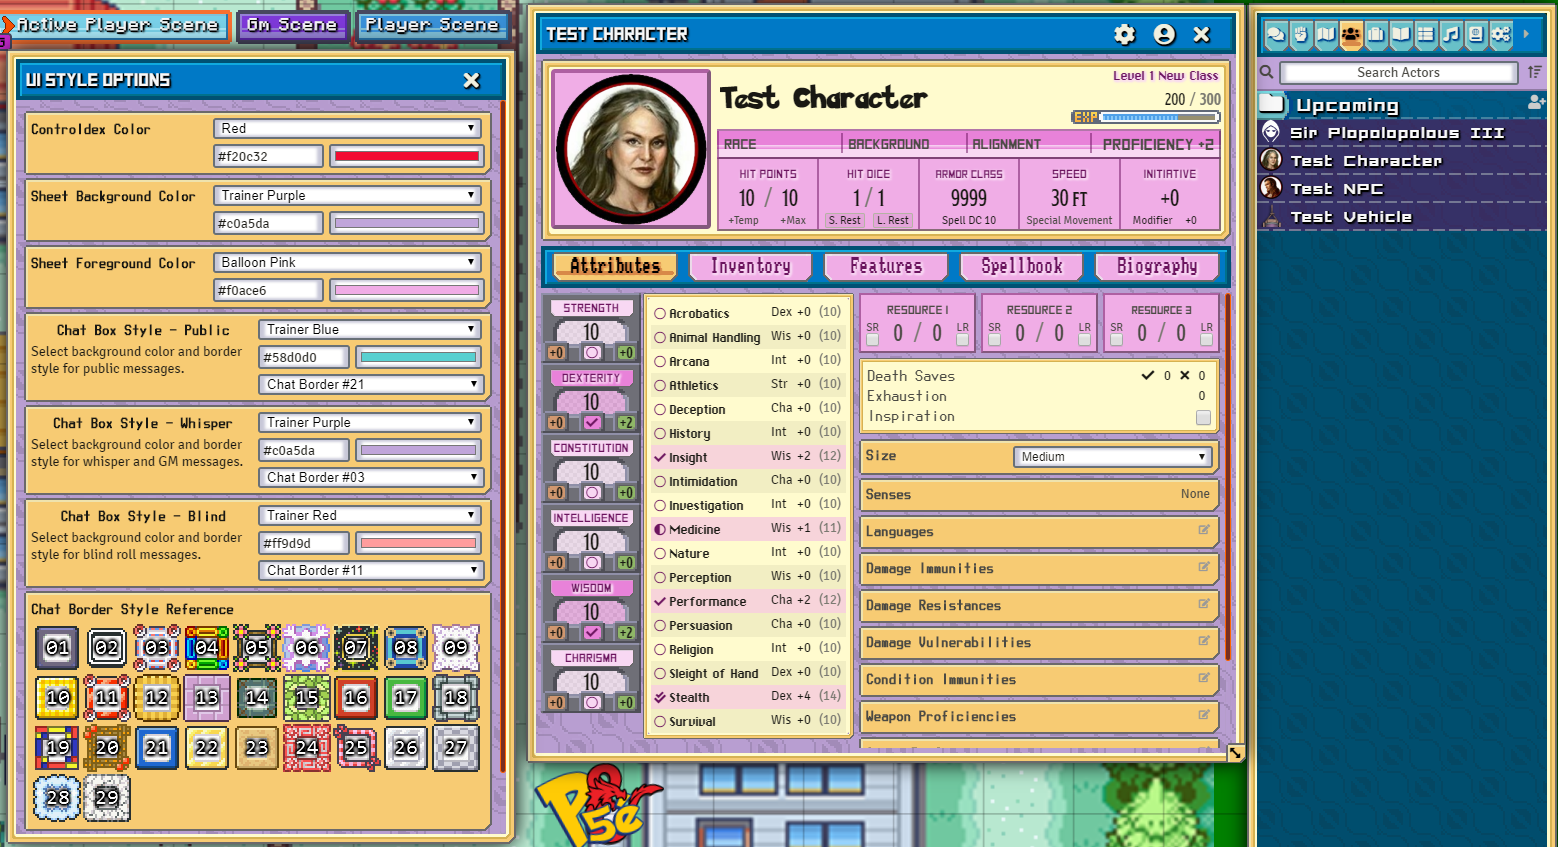 Active Player Scene
Gm Scene
Player Scene
UI STYLE OPTIONS
Controldex Color
Red
#f20c32
Sheet Background Color
Trainer Purple
#c0a5da
Sheet Foreground Color
Balloon Pink
#f0ace6
Chat Box Style - Public
Trainer Blue
Select background color and border
style for public messages.
#58d0d0
Chat Border #21
Chat Box Style - Whisper
Trainer Purple
Select background color and border
style for whisper and GM messages.
#c0a5da
Chat Border #03
Chat Box Style - Blind
Trainer Red
Select background color and border
style for blind roll messages.
#ff9d9d
Chat Border #11
Chat Border Style Reference
01 02 03 04 05 06 07 08 09
10 11 12 13 14 15 16 17 18
19 20 21 22 23 24 25 26 27
28 29
TEST CHARACTER
Level 1 New Class
Test Character
200 / 300
EXP
RACE BACKGROUND ALIGNMENT PROFICIENCY +2
HIT POINTS HIT DICE ARMOR CLASS SPEED INITIATIVE
10 / 10 1 / 1 9999 30 FT +0
+Temp +Max S. Rest L. Rest Spell DC 10 Special Movement Modifier +0
Attributes Inventory Features Spellbook Biography
STRENGTH
10
+0 +0
DEXTERITY
10
+0 +2
CONSTITUTION
10
+0 +0
INTELLIGENCE
10
+0 +0
WISDOM
10
+0 +2
CHARISMA
10
+0 +0
Acrobatics Dex +0 (10)
Animal Handling Wis +0 (10)
Arcana Int +0 (10)
Athletics Str +0 (10)
Deception Cha +0 (10)
History Int +0 (10)
Insight Wis +2 (12)
Intimidation Cha +0 (10)
Investigation Int +0 (10)
Medicine Wis +1 (11)
Nature Int +0 (10)
Perception Wis +0 (10)
Performance Cha +2 (12)
Persuasion Cha +0 (10)
Religion Int +0 (10)
Sleight of Hand Dex +0 (10)
Stealth Dex +4 (14)
Survival Wis +0 (10)
RESOURCE 1 RESOURCE 2 RESOURCE 3
SR 0 / 0 LR SR 0 / 0 LR SR 0 / 0 LR
Death Saves 0 0
Exhaustion 0
Inspiration
Size Medium
Senses None
Languages
Damage Immunities
Damage Resistances
Damage Vulnerabilities
Condition Immunities
Weapon Proficiencies
P5e
Search Actors
Upcoming
Sir Plopolopolous III
Test Character
Test NPC
Test Vehicle